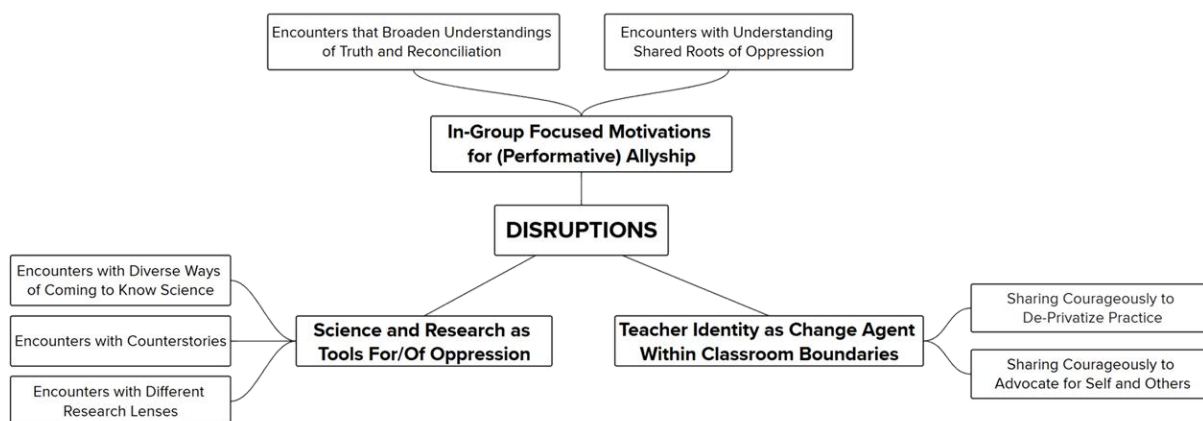 Encounters that Broaden Understandings
of Truth and Reconciliation
Encounters with Understanding
Shared Roots of Oppression
In-Group Focused Motivations
for (Performative) Allyship
DISRUPTIONS
Encounters with Diverse Ways
of Coming to Know Science
Encounters with Counterstories
Encounters with Different
Research Lenses
Science and Research as
Tools For/Of Oppression
Teacher Identity as Change Agent
Within Classroom Boundaries
Sharing Courageously to
De-Privatize Practice
Sharing Courageously to
Advocate for Self and Others